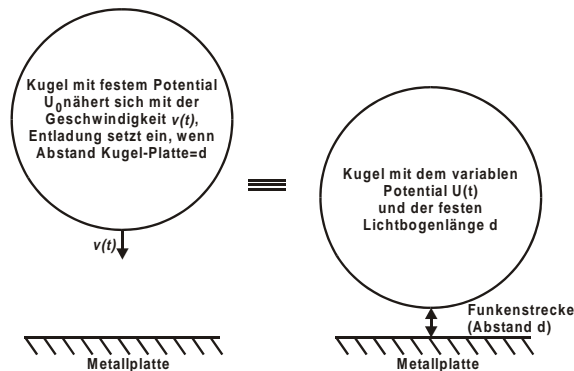 Kugel mit festem Potential
U0nähert sich mit der
Geschwindigkeit v(t),
Entladung setzt ein, wenn
Abstand Kugel-Platte=d
v(t)
Metallplatte
Kugel mit dem variablen
Potential U(t)
und der festen
Lichtbogenlänge d
Funkenstrecke
(Abstand d)
Metallplatte